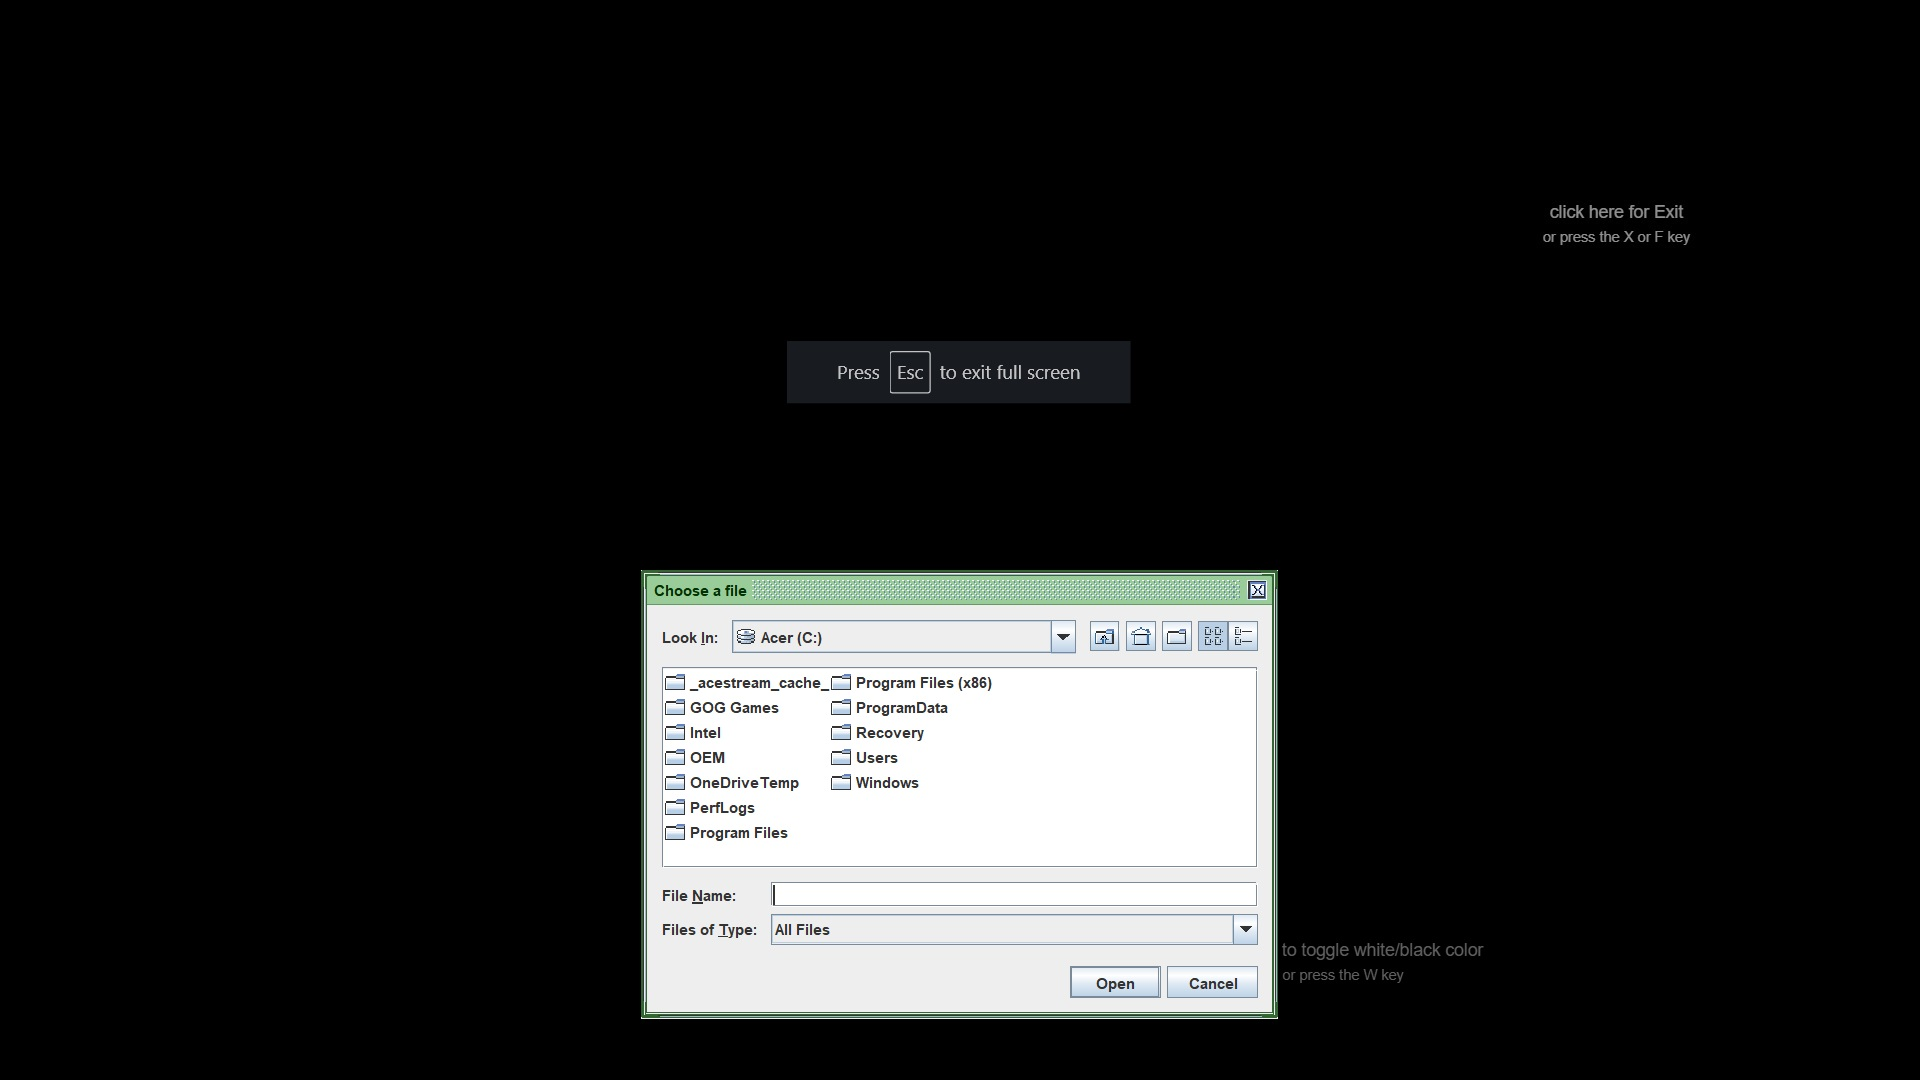 click here for Exit
or press the X or F key
Press Esc to exit full screen
Choose a file
Look In: Acer (C:)
_acestream_cache_ Program Files (x86)
GOG Games ProgramData
Intel Recovery
OEM Users
OneDriveTemp Windows
PerfLogs
Program Files
File Name:
Files of Type: All Files
to toggle white/black color
or press the W key
Open Cancel